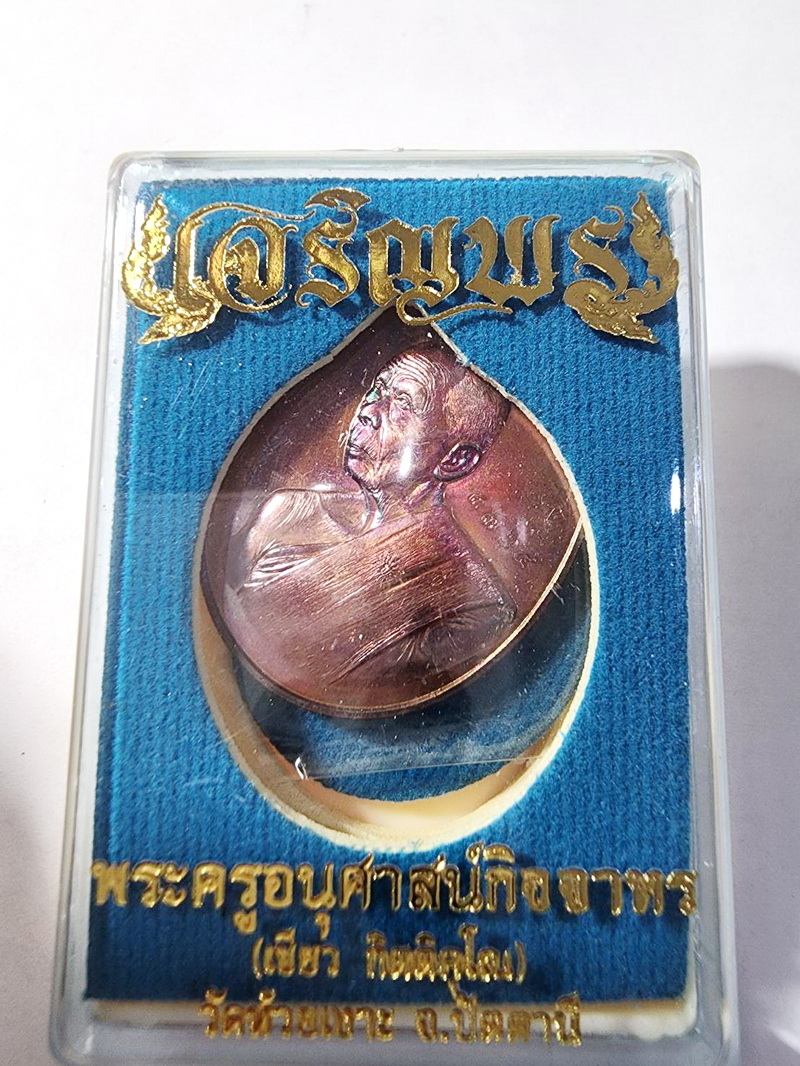 เจริญพร
พระครูอนุศาสน์กิจจาทร
(เขียว กิตติคุโณ)
วัดห้วยเงาะ จ.ปัตตานี